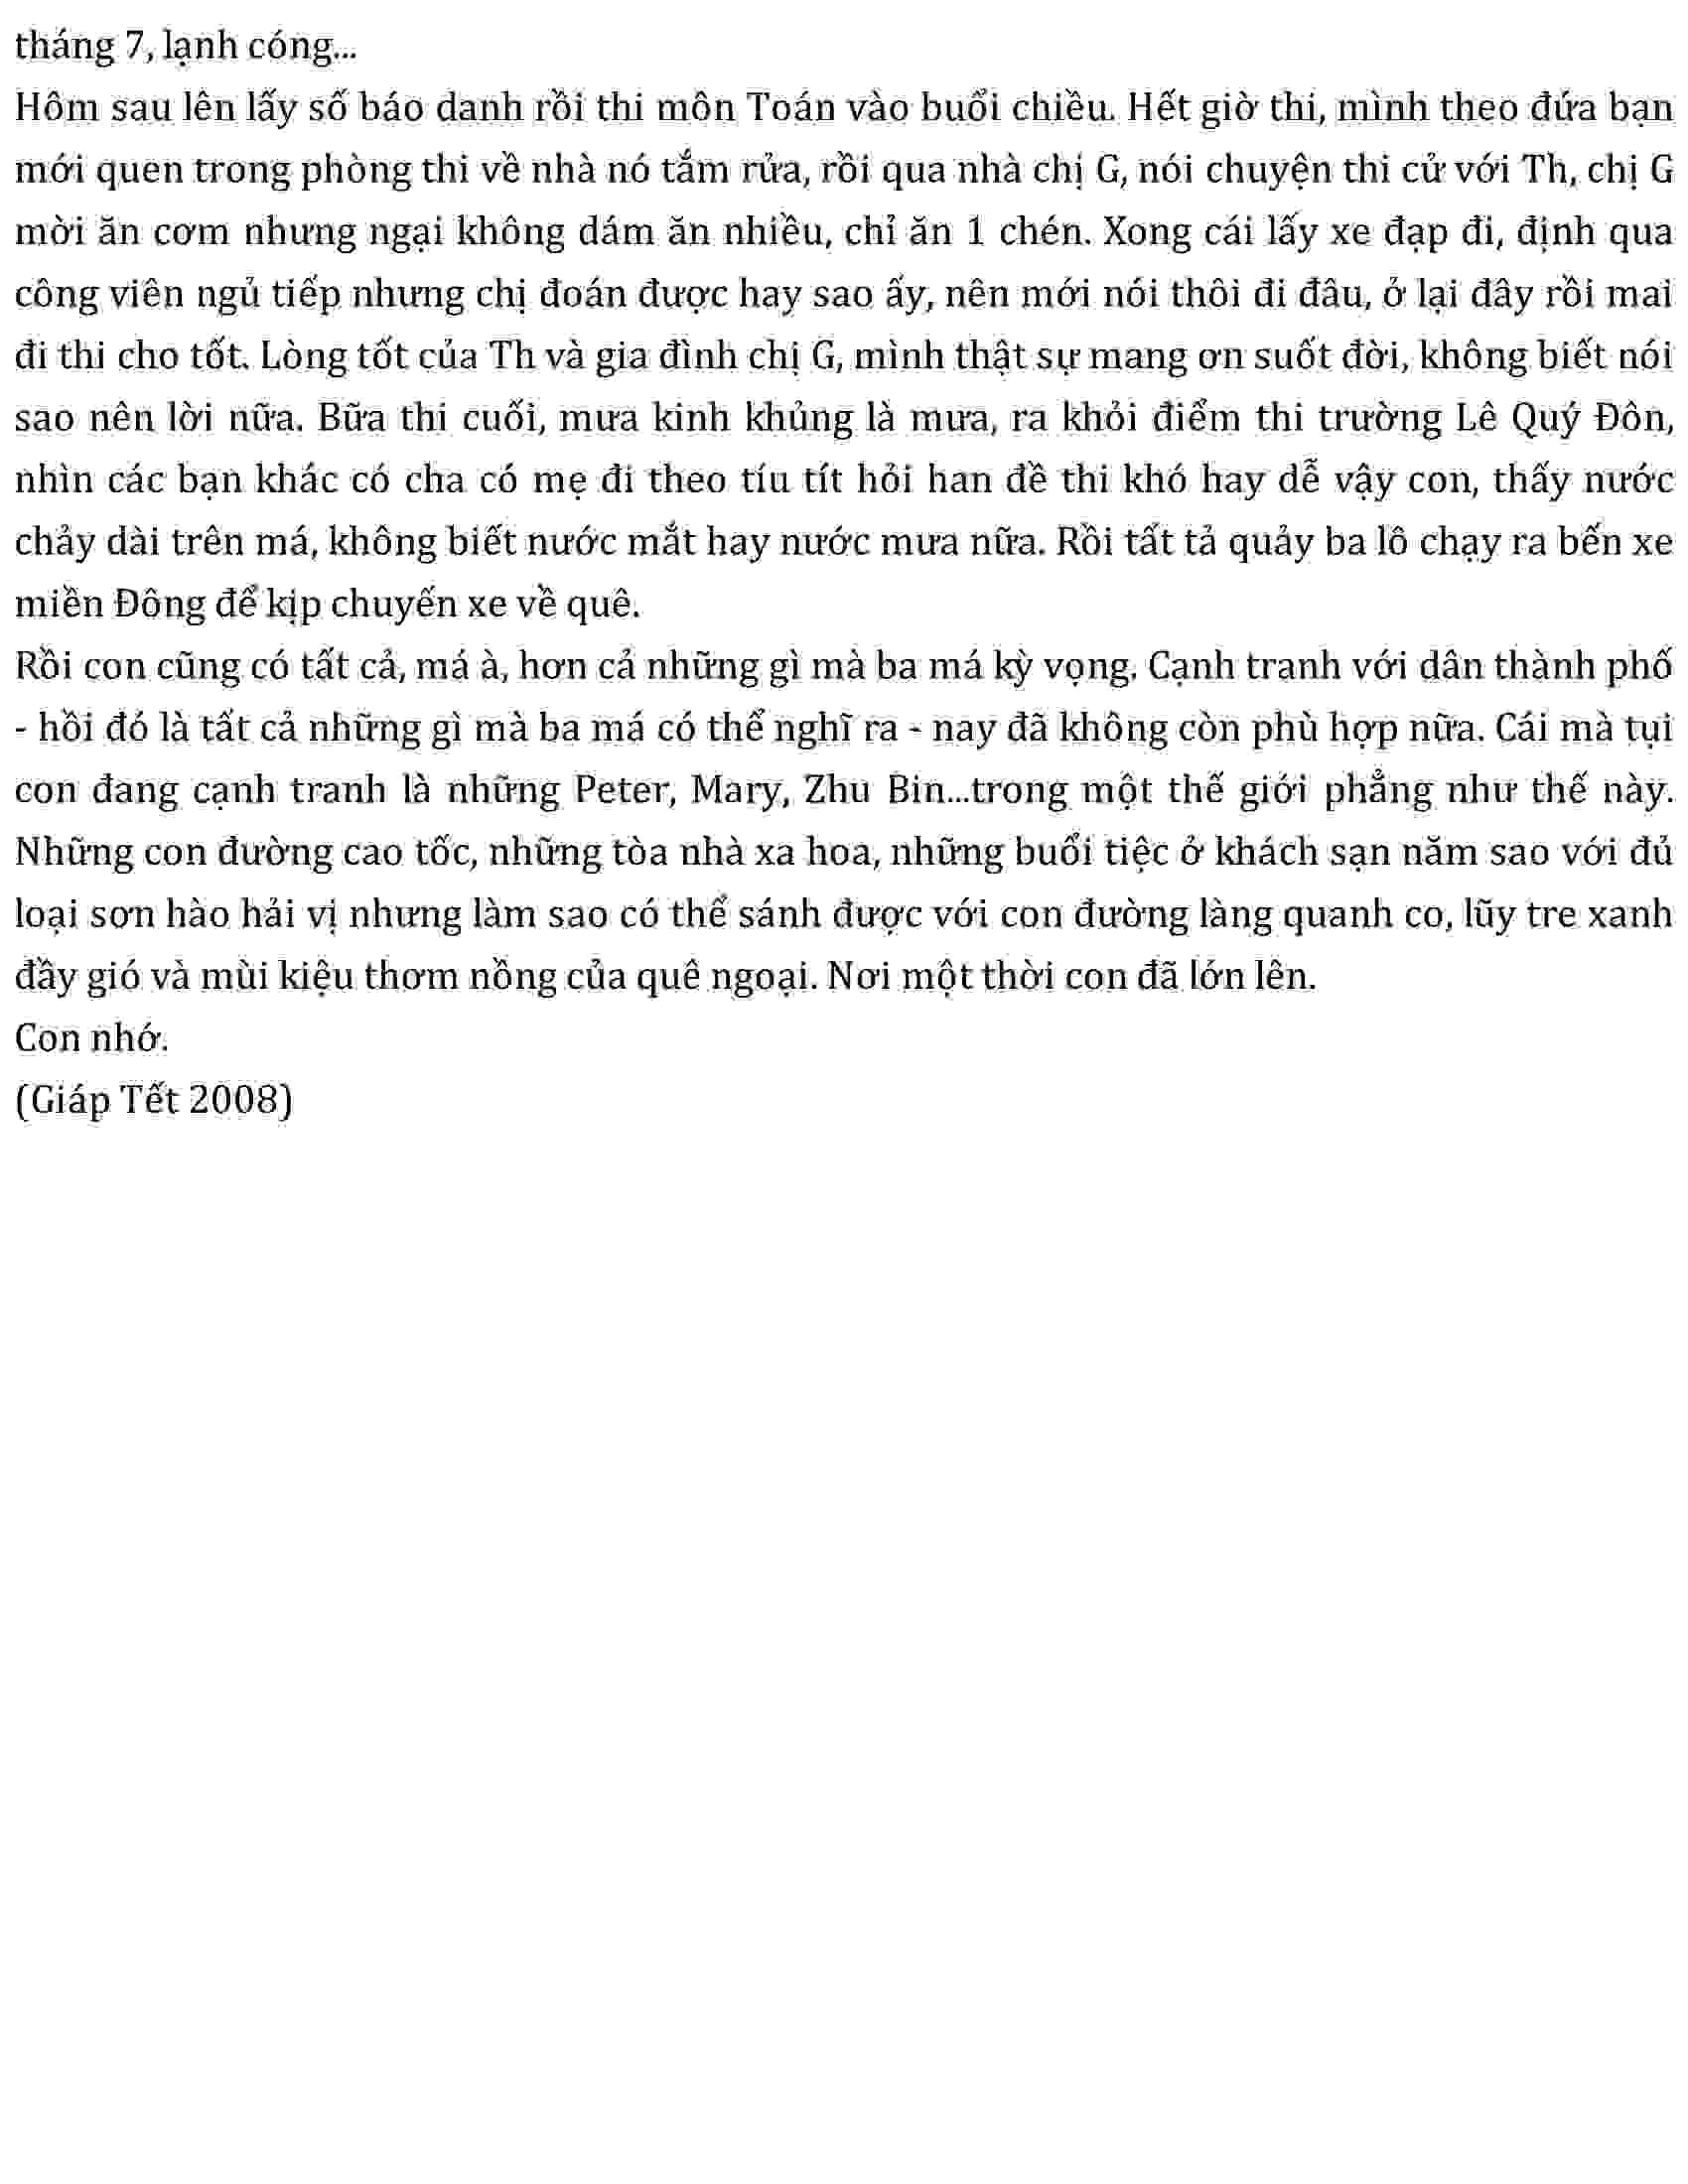 tháng 7, lạnh cóng...
Hôm sau lên lấy số báo danh rồi thi môn Toán vào buổi chiều. Hết giờ thi, mình theo đứa bạn
mới quen trong phòng thi về nhà nó tắm rửa, rồi qua nhà chị G, nói chuyện thi cử với Th, chị G
mời ăn cơm nhưng ngại không dám ăn nhiều, chỉ ăn 1 chén. Xong cái lấy xe đạp đi, định qua
công viên ngủ tiếp nhưng chị đoán được hay sao ấy, nên mới nói thôi đi đâu, ở lại đây rồi mai
đi thi cho tốt. Lòng tốt của Th và gia đình chị G, mình thật sự mang ơn suốt đời, không biết nói
sao nên lời nữa. Bữa thi cuối, mưa kinh khủng là mưa, ra khỏi điểm thi trường Lê Quý Đôn,
nhìn các bạn khác có cha có mẹ đi theo tíu tít hỏi han đề thi khó hay dễ vậy con, thấy nước
chảy dài trên má, không biết nước mắt hay nước mưa nữa. Rồi tất tả quảy ba lô chạy ra bến xe
miền Đông để kịp chuyến xe về quê.
Rồi con cũng có tất cả, má à, hơn cả những gì mà ba má kỳ vọng. Cạnh tranh với dân thành phố
- hồi đó là tất cả những gì mà ba má có thể nghĩ ra - nay đã không còn phù hợp nữa. Cái mà tụi
con đang cạnh tranh là những Peter, Mary, Zhu Bin...trong một thế giới phẳng như thế này.
Những con đường cao tốc, những tòa nhà xa hoa, những buổi tiệc ở khách sạn năm sao với đủ
loại sơn hào hải vị nhưng làm sao có thể sánh được với con đường làng quanh co, lũy tre xanh
đầy gió và mùi kiệu thơm nồng của quê ngoại. Nơi một thời con đã lớn lên.
Con nhớ.
(Giáp Tết 2008)